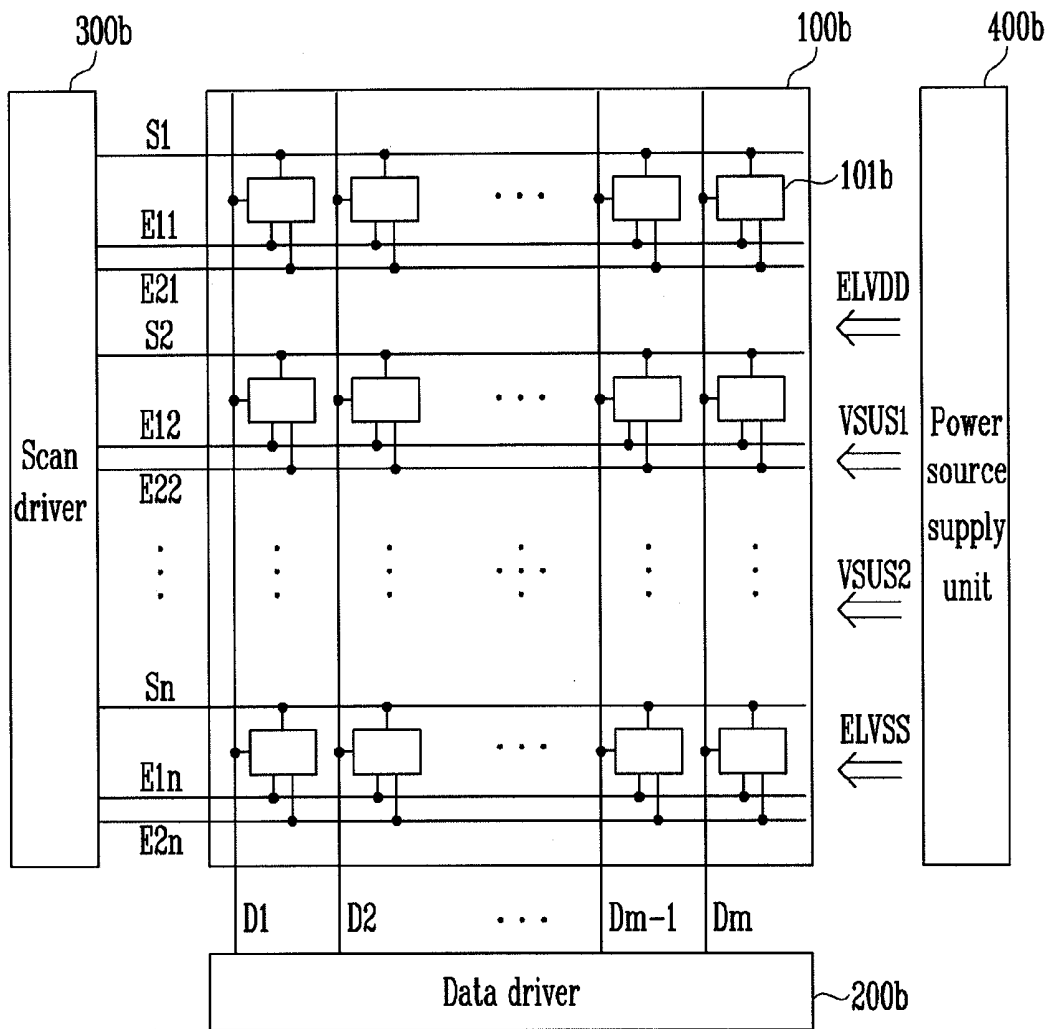 300b
100b
400b
S1
101b
E11
E21
ELVDD
S2
E12
VSUS1
E22
Scan
driver
Power
source
supply
unit
VSUS2
Sn
ELVSS
E1n
E2n
D1
D2
. . .
Dm-1
Dm
Data driver
200b